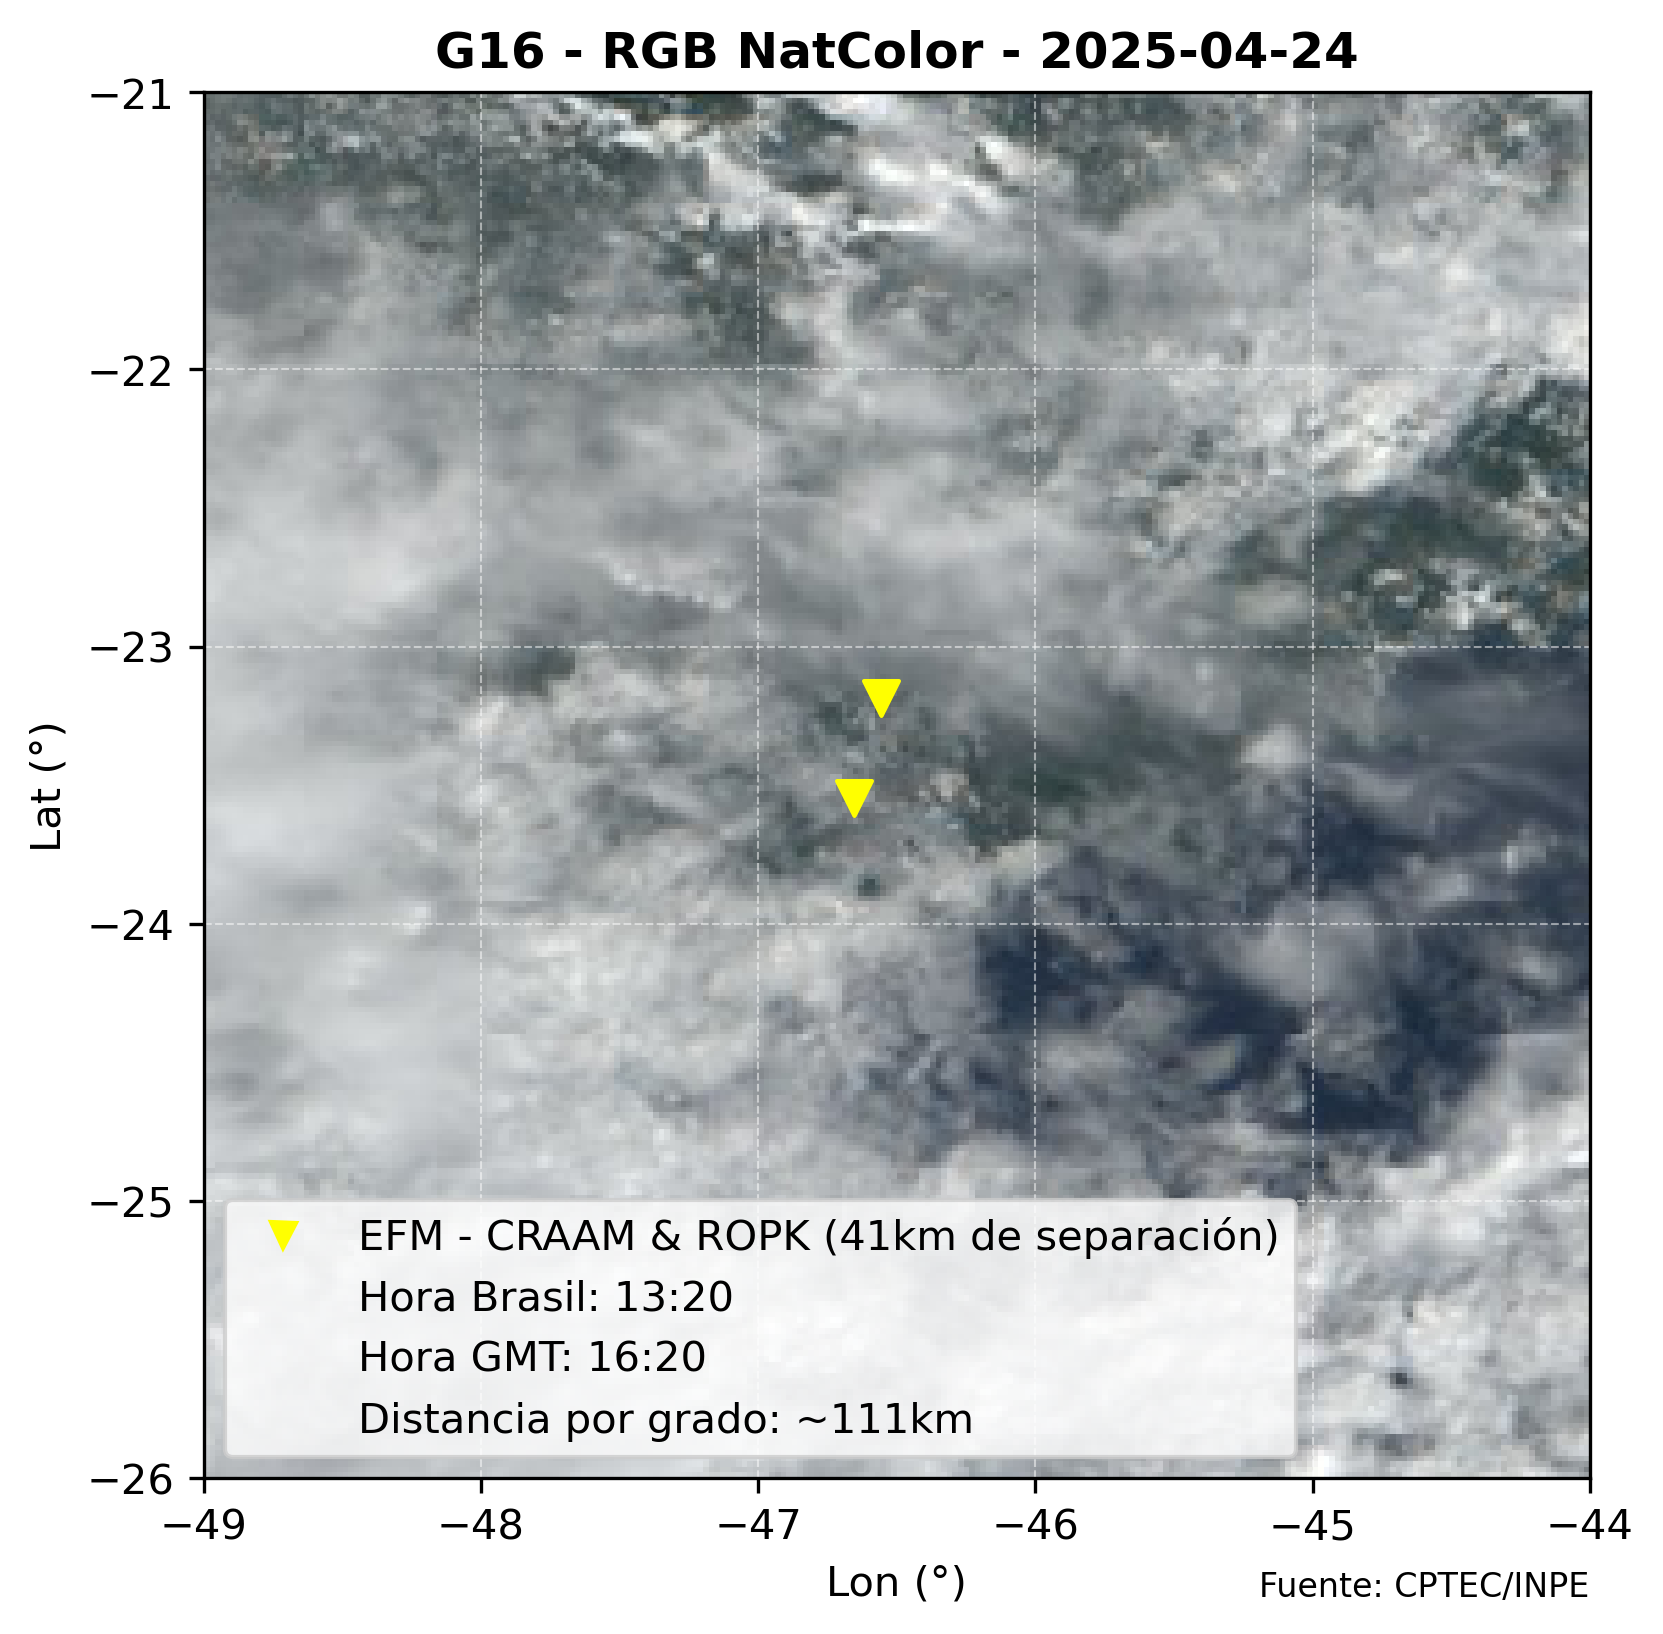 G16 - RGB NatColor - 2025-04-24
−21
−22
−23
−24
−25
−26
Lat (°)
EFM - CRAAM & ROPK (41km de separación)
Hora Brasil: 13:20
Hora GMT: 16:20
Distancia por grado: ~111km
−49
−48
−47
−46
−45
−44
Lon (°)
Fuente: CPTEC/INPE